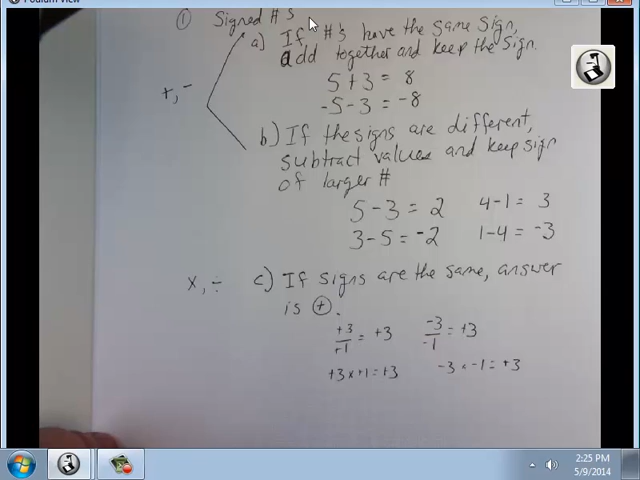 Podium View
① Signed #'s
a) If #'s have the same sign,
add together and keep the sign.
+, -
5 + 3 = 8
-5 - 3 = -8
b) If the signs are different,
subtract values and keep sign
of larger #
5 - 3 = 2 4 - 1 = 3
3 - 5 = -2 1 - 4 = -3
x, ÷ c) If signs are the same, answer
is ⊕.
+3/+1 = +3 -3/-1 = +3
+3 x +1 = +3 -3 x -1 = +3
2:25 PM
5/9/2014